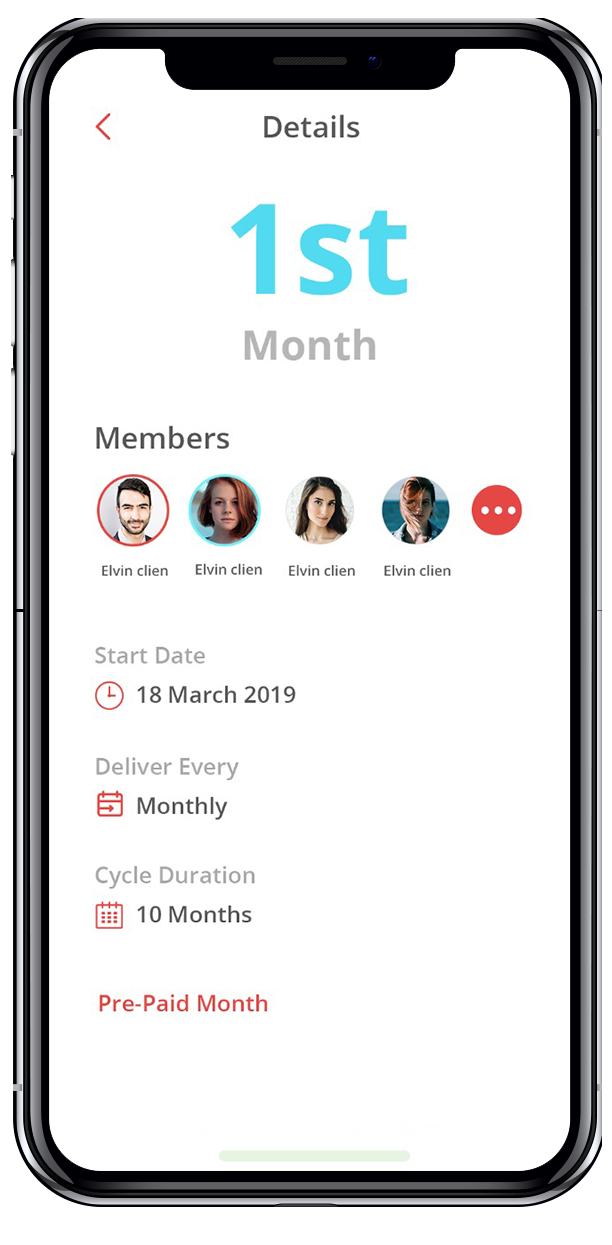 Details
1st
Month
Members
Elvin clien Elvin clien Elvin clien Elvin clien
Start Date
18 March 2019
Deliver Every
Monthly
Cycle Duration
10 Months
Pre-Paid Month